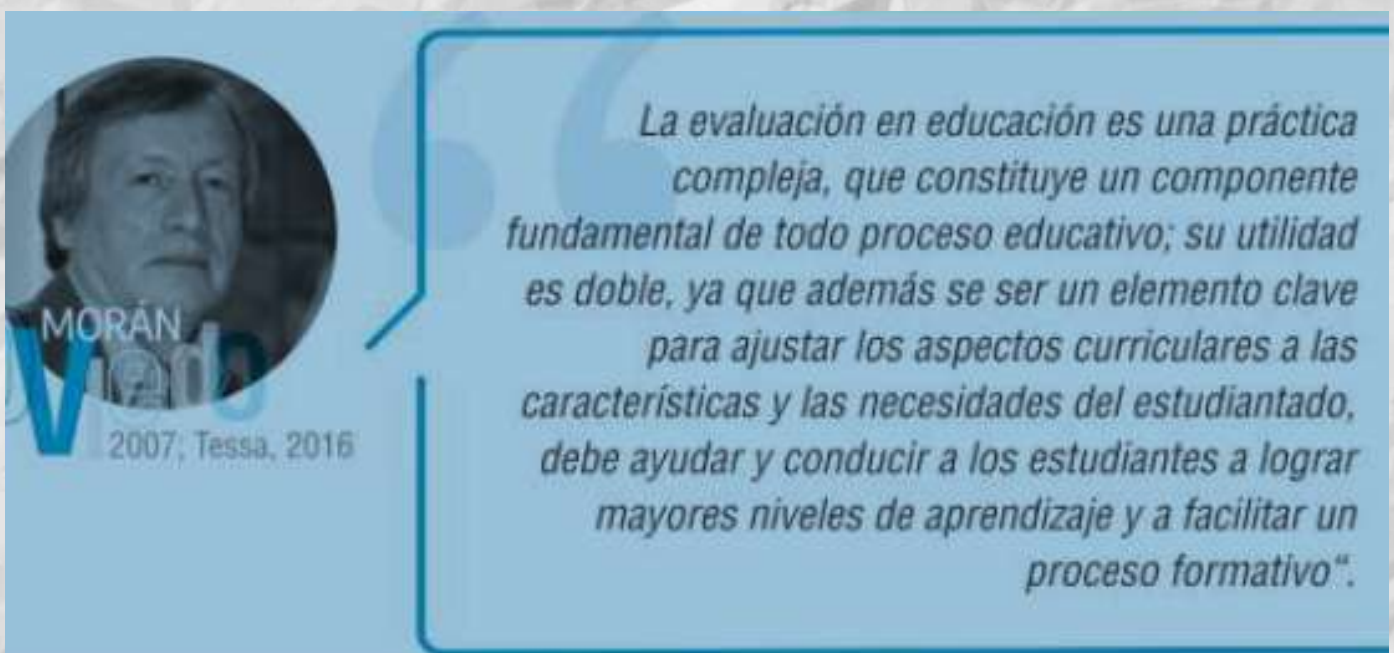 MORÁN
2007; Tessa, 2016
La evaluación en educación es una práctica
compleja, que constituye un componente
fundamental de todo proceso educativo; su utilidad
es doble, ya que además se ser un elemento clave
para ajustar los aspectos curriculares a las
características y las necesidades del estudiantado,
debe ayudar y conducir a los estudiantes a lograr
mayores niveles de aprendizaje y a facilitar un
proceso formativo“.